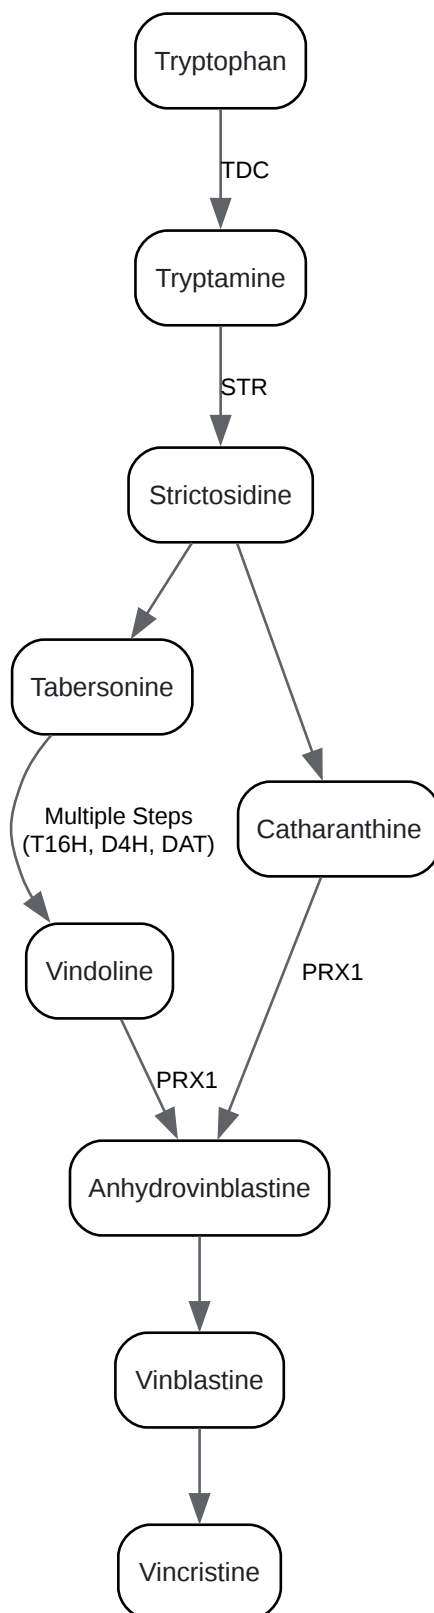 Tryptophan
TDC
Tryptamine
STR
Strictosidine
Tabersonine
Multiple Steps
(T16H, D4H, DAT)
Catharanthine
Vindoline
PRX1
PRX1
Anhydrovinblastine
Vinblastine
Vincristine